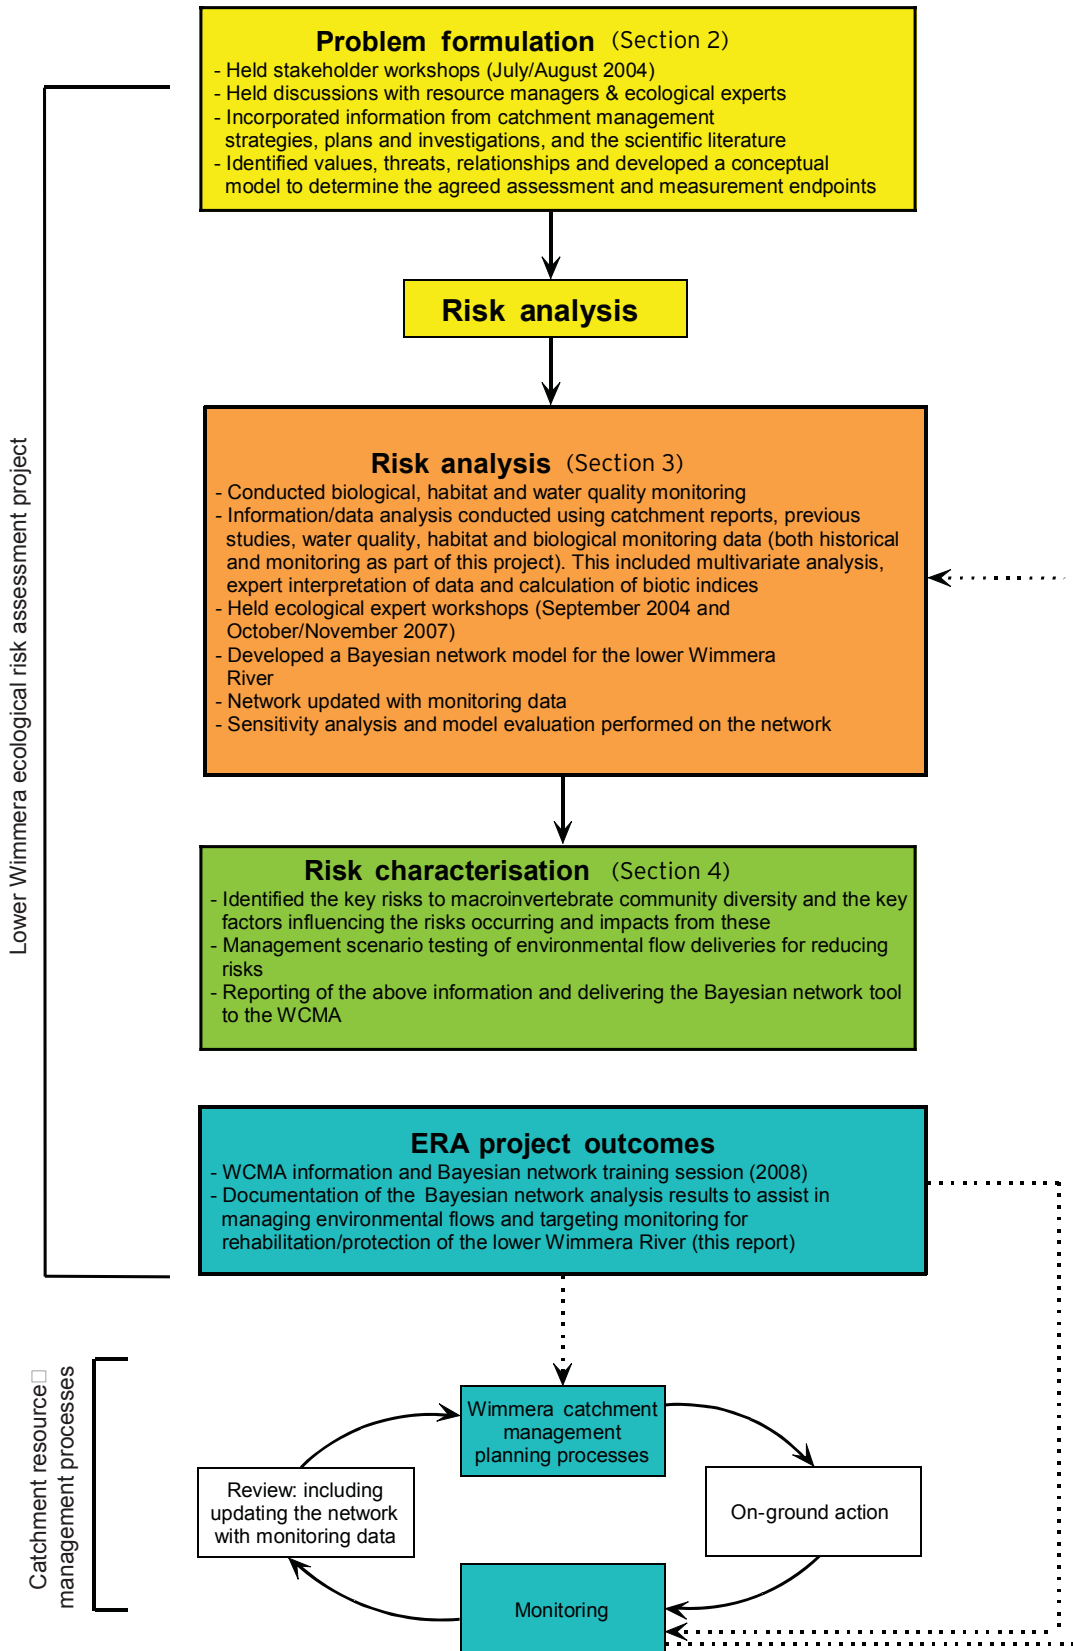 Problem formulation (Section 2)
- Held stakeholder workshops (July/August 2004)
- Held discussions with resource managers & ecological experts
- Incorporated information from catchment management
strategies, plans and investigations, and the scientific literature
- Identified values, threats, relationships and developed a conceptual
model to determine the agreed assessment and measurement endpoints
Risk analysis
Risk analysis (Section 3)
- Conducted biological, habitat and water quality monitoring
- Information/data analysis conducted using catchment reports, previous
studies, water quality, habitat and biological monitoring data (both historical
and monitoring as part of this project). This included multivariate analysis,
expert interpretation of data and calculation of biotic indices
- Held ecological expert workshops (September 2004 and
October/November 2007)
- Developed a Bayesian network model for the lower Wimmera
River
- Network updated with monitoring data
- Sensitivity analysis and model evaluation performed on the network
Risk characterisation (Section 4)
- Identified the key risks to macroinvertebrate community diversity and the key
factors influencing the risks occurring and impacts from these
- Management scenario testing of environmental flow deliveries for reducing
risks
- Reporting of the above information and delivering the Bayesian network tool
to the WCMA
ERA project outcomes
- WCMA information and Bayesian network training session (2008)
- Documentation of the Bayesian network analysis results to assist in
managing environmental flows and targeting monitoring for
rehabilitation/protection of the lower Wimmera River (this report)
Lower Wimmera ecological risk assessment project
Catchment resource□
management processes
Wimmera catchment
management
planning processes
On-ground action
Monitoring
Review: including
updating the network
with monitoring data